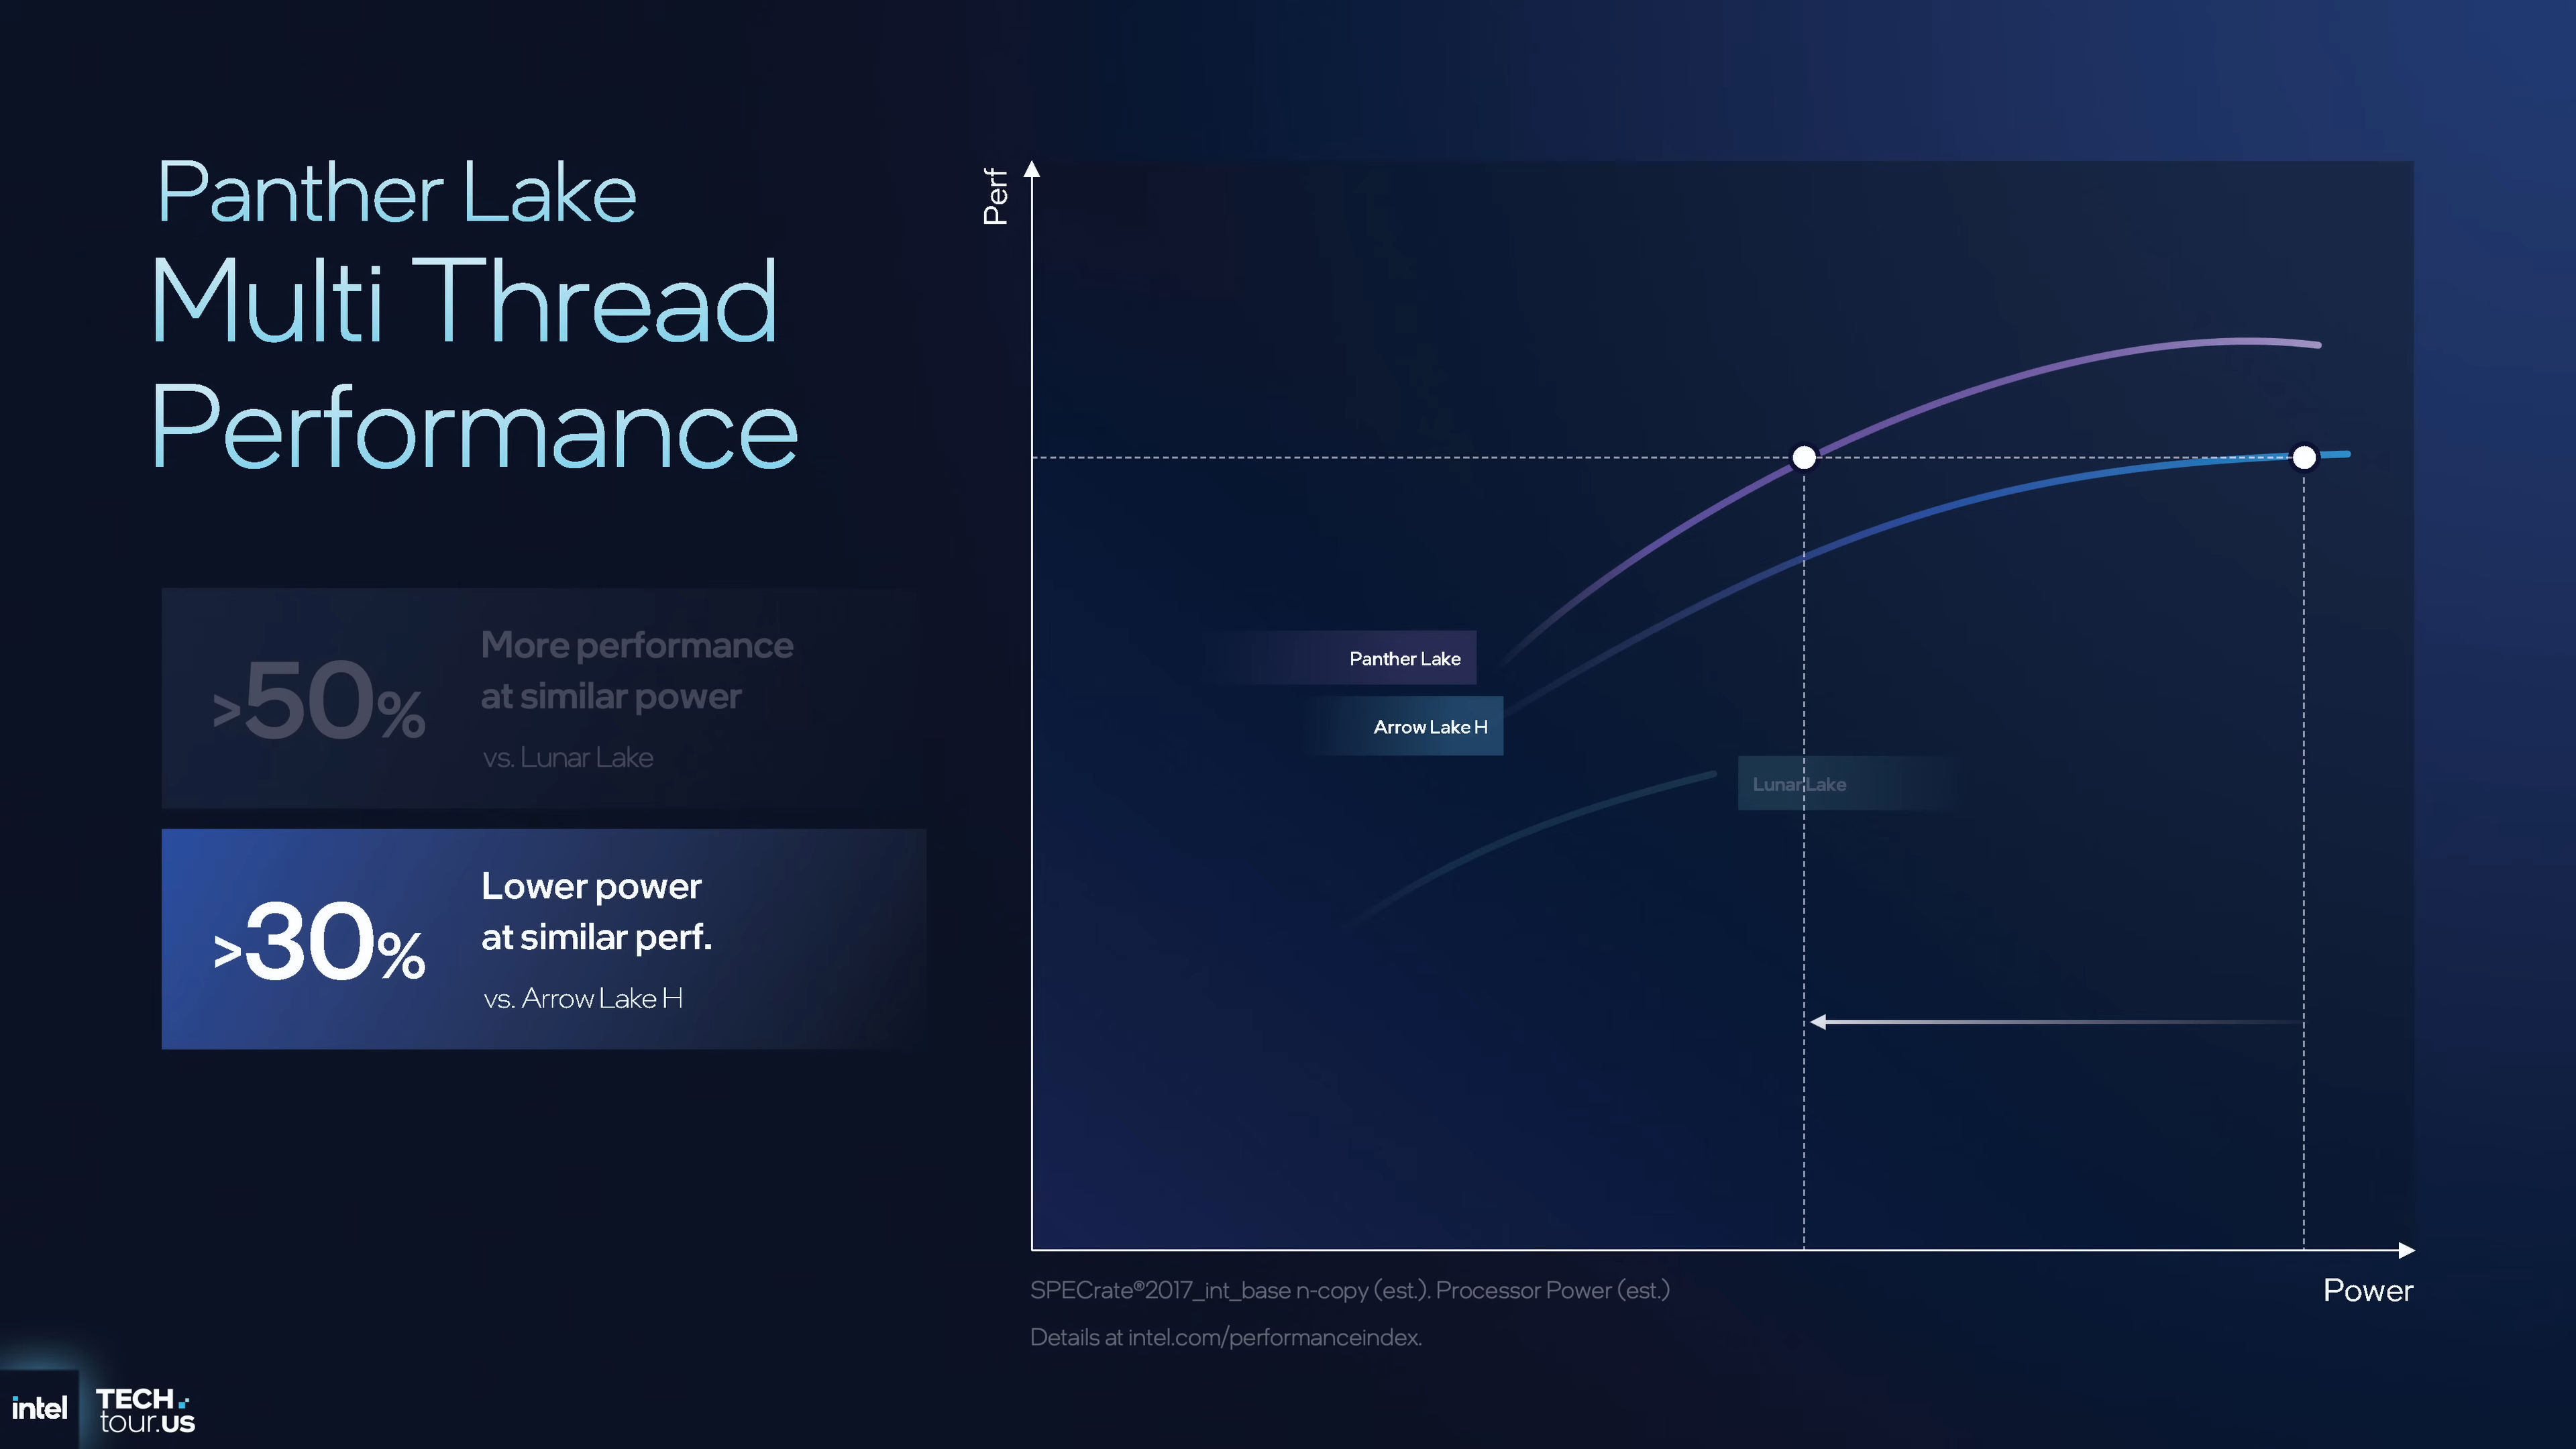 Panther Lake
Multi Thread
Performance
>50%
More performance
at similar power
vs. Lunar Lake
>30%
Lower power
at similar perf.
vs. Arrow Lake H
Perf
Panther Lake
Arrow Lake H
Lunar Lake
Power
SPECrate®2017_int_base n-copy (est.). Processor Power (est.)
Details at intel.com/performanceindex.
intel
TECH
tour.US